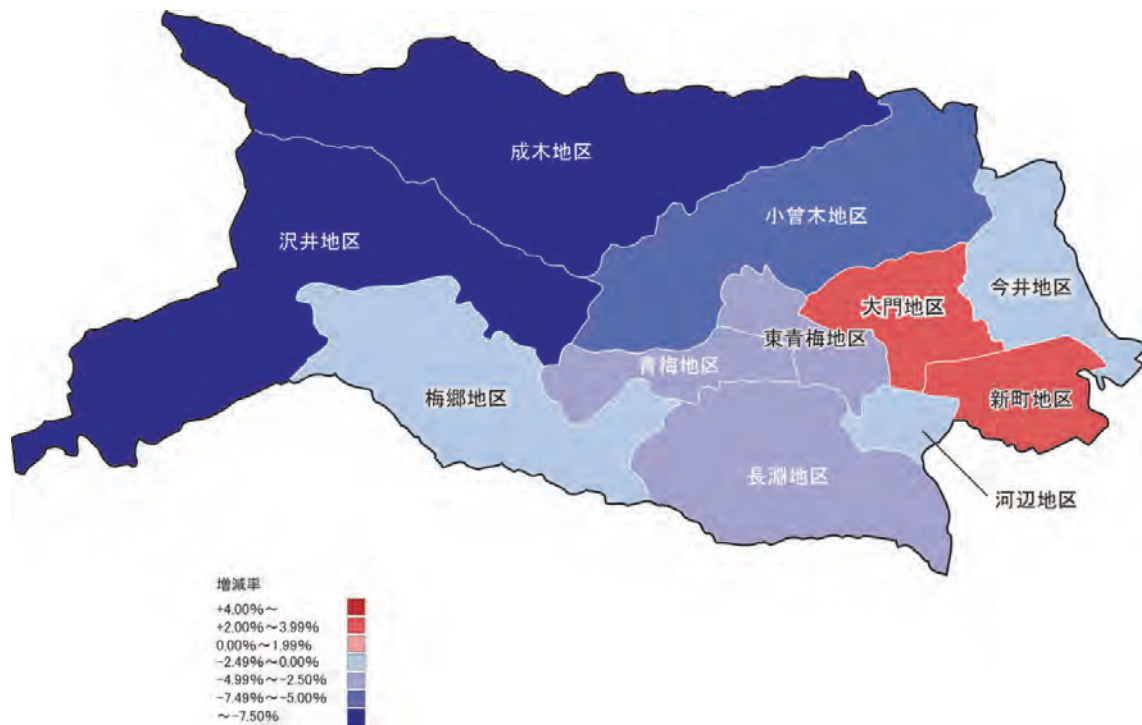 成木地区
小曾木地区
沢井地区
今井地区
大門地区
東青梅地区
青梅地区
梅郷地区
新町地区
長淵地区
河辺地区
増減率
+4.00%~
+2.00%~3.99%
0.00%~1.99%
-2.49%~0.00%
-4.99%~-2.50%
-7.49%~-5.00%
~-7.50%